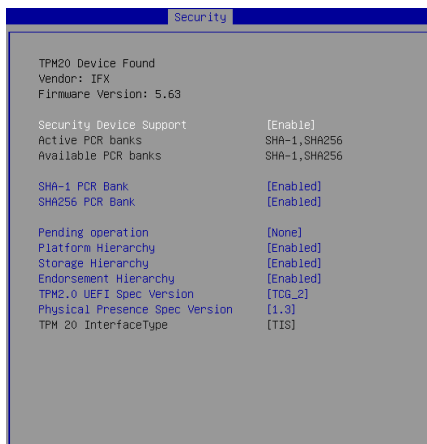 Security
TPM20 Device Found
Vendor: IFX
Firmware Version: 5.63
Security Device Support [Enable]
Active PCR banks SHA-1,SHA256
Available PCR banks SHA-1,SHA256
SHA-1 PCR Bank [Enabled]
SHA256 PCR Bank [Enabled]
Pending operation [None]
Platform Hierarchy [Enabled]
Storage Hierarchy [Enabled]
Endorsement Hierarchy [Enabled]
TPM2.0 UEFI Spec Version [TCG_2]
Physical Presence Spec Version [1.3]
TPM 20 InterfaceType [TIS]